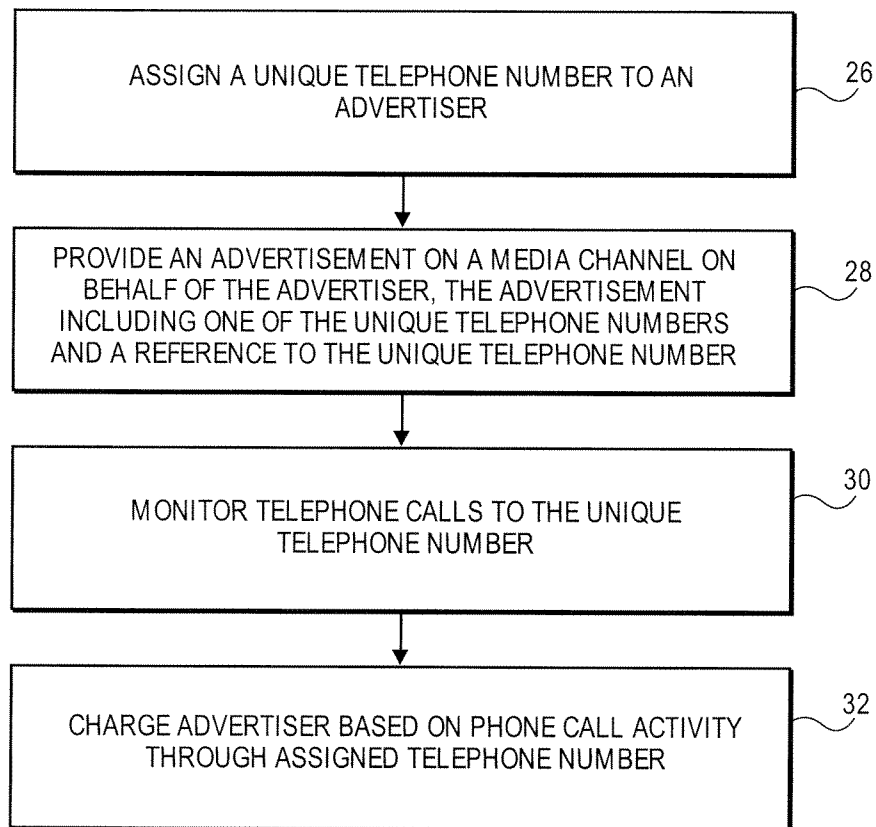 ASSIGN A UNIQUE TELEPHONE NUMBER TO AN
ADVERTISER
26
PROVIDE AN ADVERTISEMENT ON A MEDIA CHANNEL ON
BEHALF OF THE ADVERTISER, THE ADVERTISEMENT
INCLUDING ONE OF THE UNIQUE TELEPHONE NUMBERS
AND A REFERENCE TO THE UNIQUE TELEPHONE NUMBER
28
MONITOR TELEPHONE CALLS TO THE UNIQUE
TELEPHONE NUMBER
30
CHARGE ADVERTISER BASED ON PHONE CALL ACTIVITY
THROUGH ASSIGNED TELEPHONE NUMBER
32